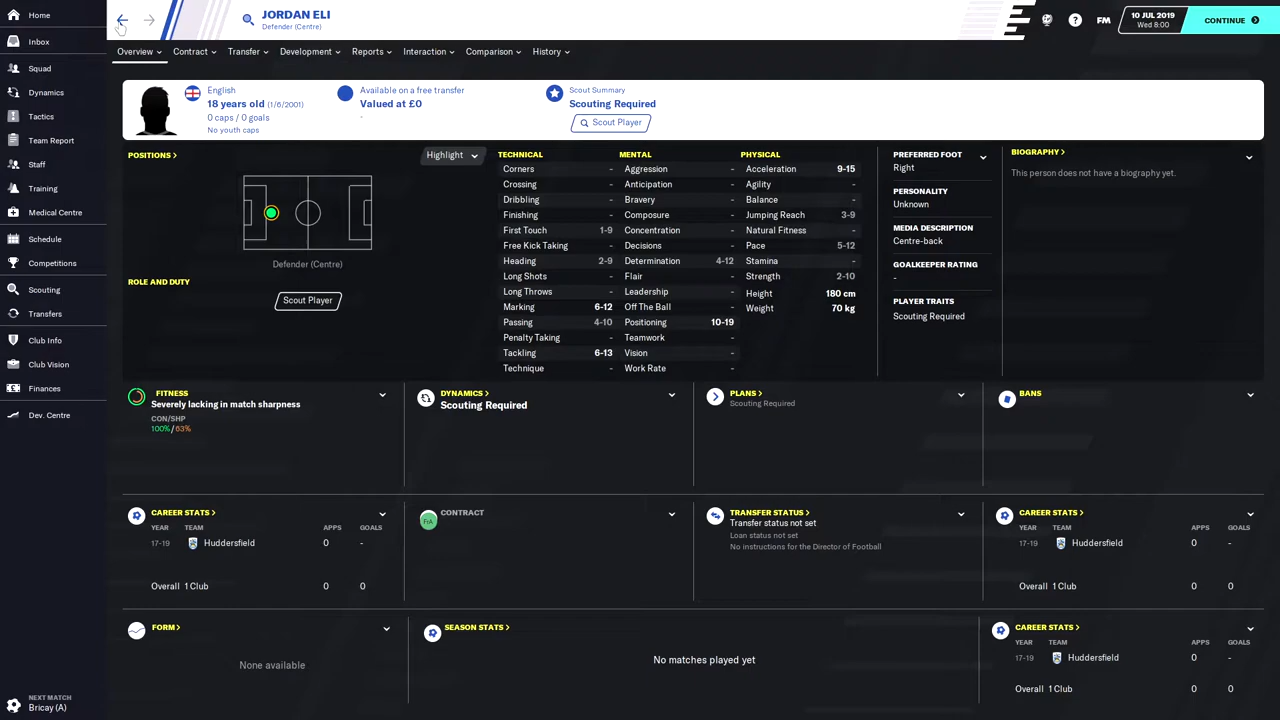 Home
Inbox
Squad
Dynamics
Tactics
Team Report
Staff
Training
Medical Centre
Schedule
Competitions
Scouting
Transfers
Club Info
Club Vision
Finances
Dev. Centre
NEXT MATCH
Bricay (A)
JORDAN ELI
Defender (Centre)
? FM 10 JUL 2019
Wed 8:00
CONTINUE
Overview Contract Transfer Development Reports Interaction Comparison History
English
18 years old (1/6/2001)
0 caps / 0 goals
No youth caps
Available on a free transfer
Valued at £0
-
Scout Summary
Scouting Required
Scout Player
POSITIONS
Highlight
Defender (Centre)
ROLE AND DUTY
Scout Player
TECHNICAL
Corners -
Crossing -
Dribbling -
Finishing -
First Touch 1-9
Free Kick Taking -
Heading 2-9
Long Shots -
Long Throws -
Marking 6-12
Passing 4-10
Penalty Taking -
Tackling 6-13
Technique -
MENTAL
Aggression -
Anticipation -
Bravery -
Composure -
Concentration -
Decisions -
Determination 4-12
Flair -
Leadership -
Off The Ball -
Positioning 10-19
Teamwork -
Vision -
Work Rate -
PHYSICAL
Acceleration 9-15
Agility -
Balance -
Jumping Reach 3-9
Natural Fitness -
Pace 5-12
Stamina -
Strength 2-10
Height 180 cm
Weight 70 kg
PREFERRED FOOT
Right
PERSONALITY
Unknown
MEDIA DESCRIPTION
Centre-back
GOALKEEPER RATING
-
PLAYER TRAITS
Scouting Required
BIOGRAPHY
This person does not have a biography yet.
FITNESS
Severely lacking in match sharpness
CON/SHP
100%/63%
DYNAMICS
Scouting Required
PLANS
Scouting Required
BANS
CAREER STATS
YEAR TEAM APPS GOALS
17-19 Huddersfield 0 -
Overall 1 Club 0 0
CONTRACT
FrA
TRANSFER STATUS
Transfer status not set
Loan status not set
No instructions for the Director of Football
CAREER STATS
YEAR TEAM APPS GOALS
17-19 Huddersfield 0 -
Overall 1 Club 0 0
FORM
None available
SEASON STATS
No matches played yet
CAREER STATS
YEAR TEAM APPS GOALS
17-19 Huddersfield 0 -
Overall 1 Club 0 0